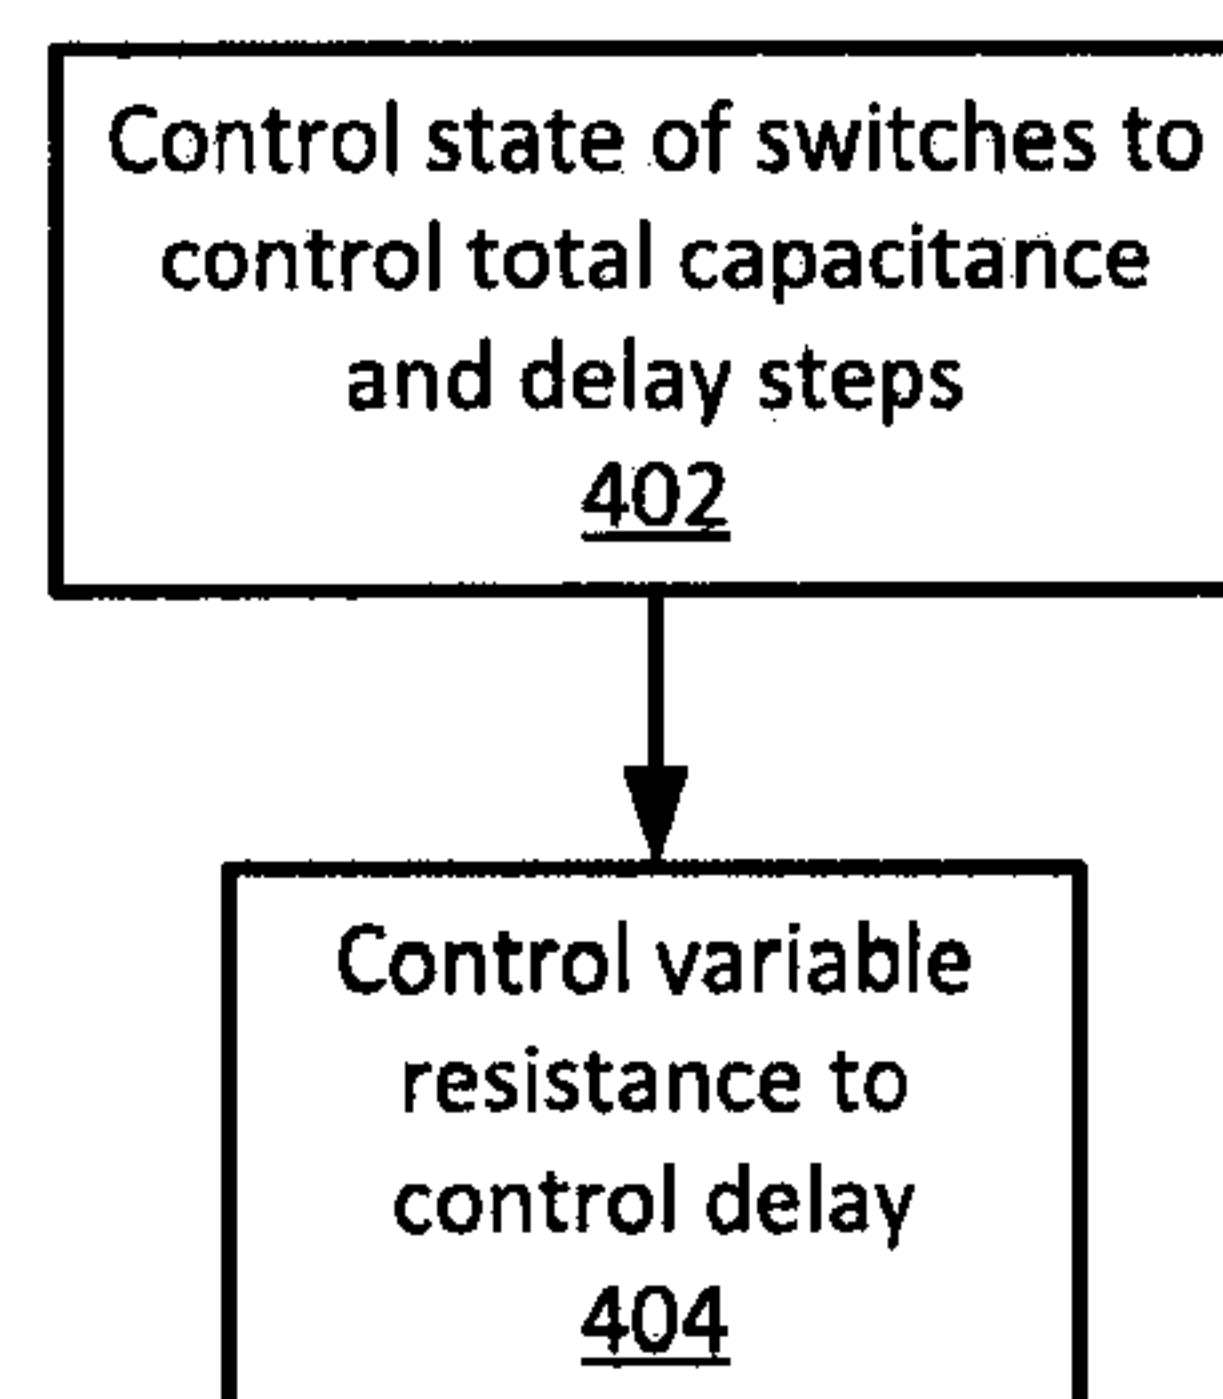 Control state of switches to
control total capacitance
and delay steps
402
Control variable
resistance to
control delay
404